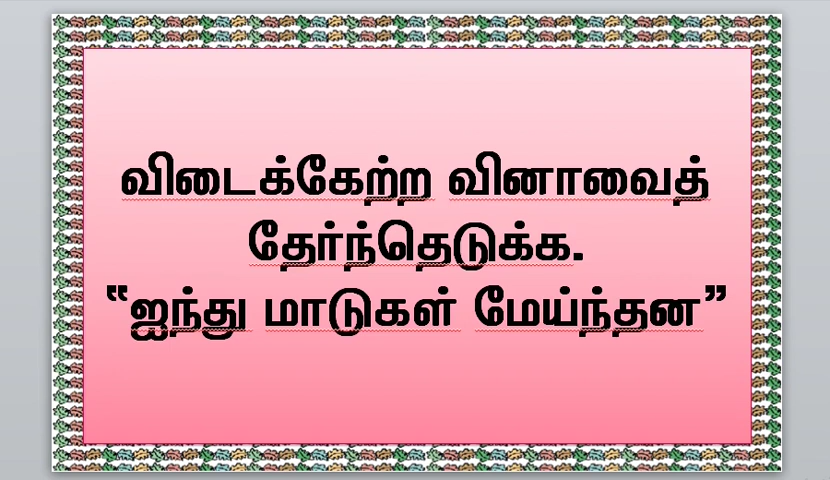 விடைக்கேற்ற வினாவைத்
தேர்ந்தெடுக்க.
“ஐந்து மாடுகள் மேய்ந்தன”